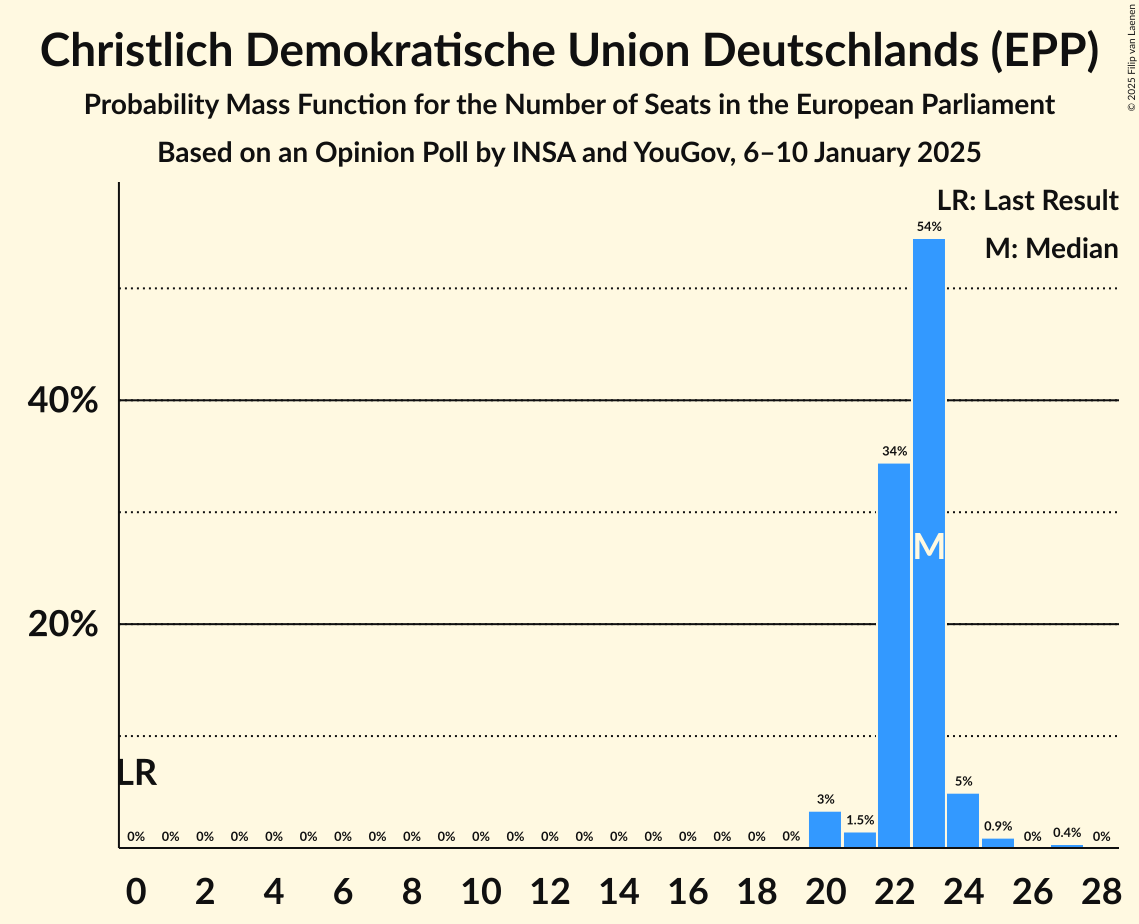 Christlich Demokratische Union Deutschlands (EPP)
Probability Mass Function for the Number of Seats in the European Parliament
Based on an Opinion Poll by INSA and YouGov, 6–10 January 2025
© 2025 Filip van Laenen
LR: Last Result
M: Median
54%
40%
34%
M
20%
LR
0% 0% 0% 0% 0% 0% 0% 0% 0% 0% 0% 0% 0% 0% 0% 0% 0% 0% 0% 0% 3% 1.5% 5% 0.9% 0% 0.4% 0%
0 2 4 6 8 10 12 14 16 18 20 22 24 26 28